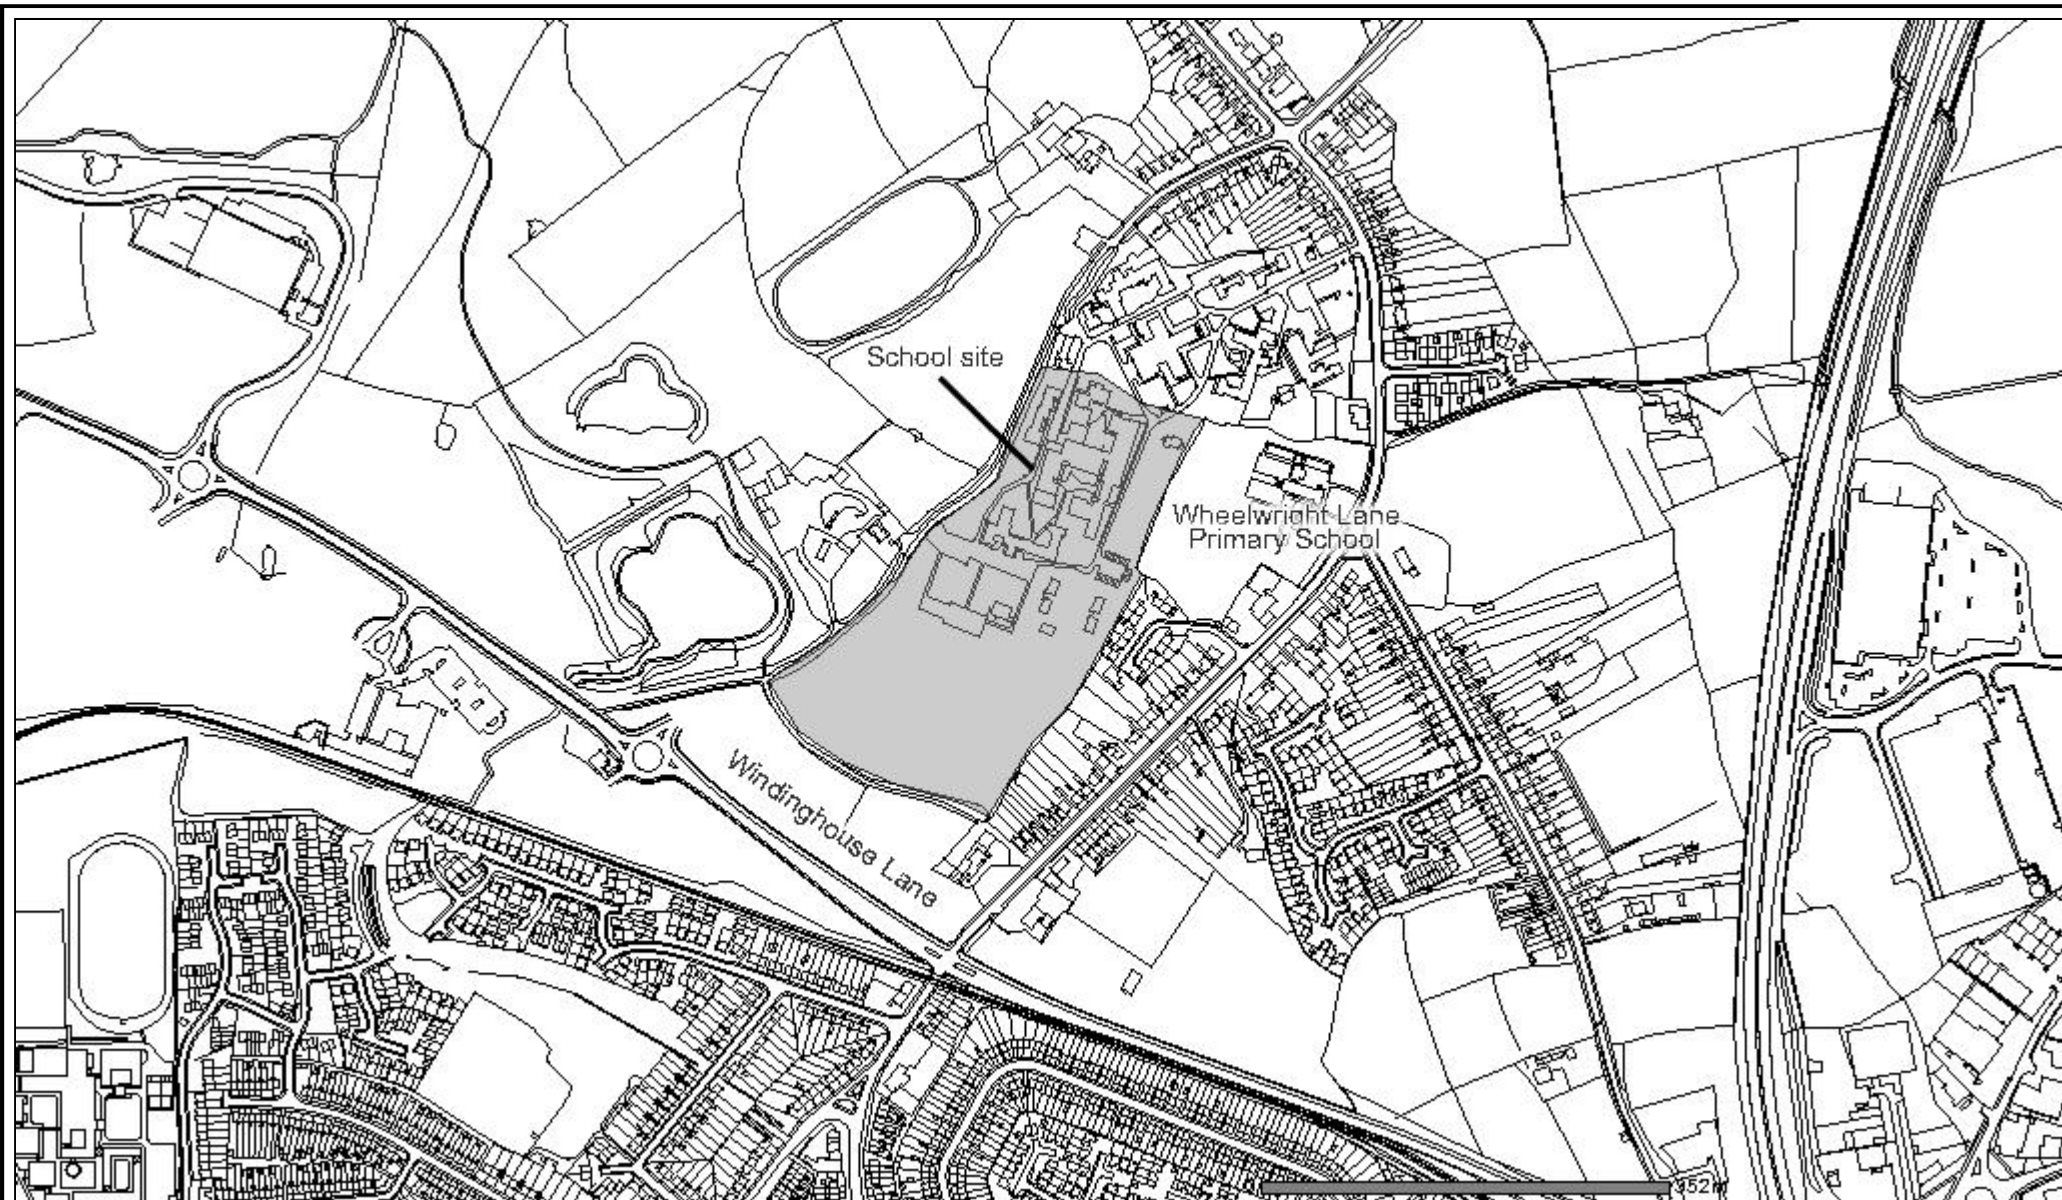 School site
Wheelwright Lane
Primary School
Windinghouse Lane
352m